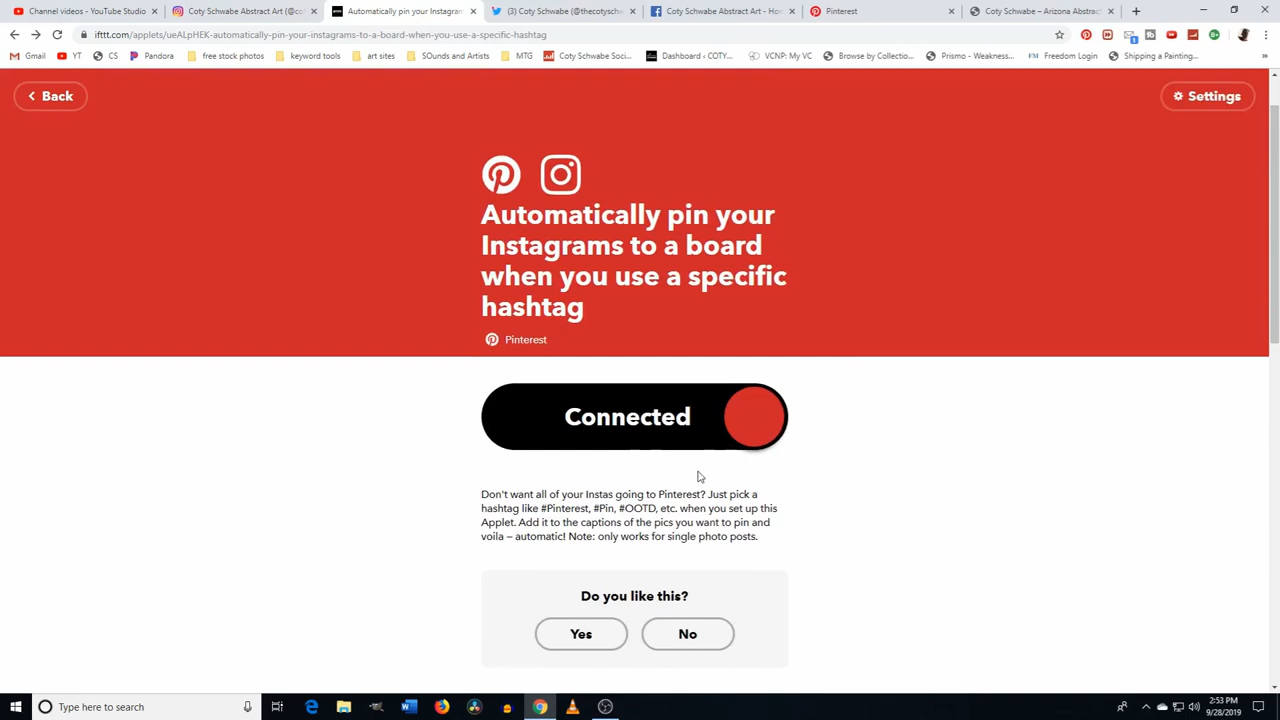 Channel videos - YouTube Studio
Coty Schwabe Abstract Art (@co
Automatically pin your Instagram
(3) Coty Schwabe (@thecotysch
Coty Schwabe Abstract Art - Ho
Pinterest
Coty Schwabe – Arizona Abstract
ifttt.com/applets/ueALpHEK-automatically-pin-your-instagrams-to-a-board-when-you-use-a-specific-hashtag
Gmail YT CS Pandora free stock photos keyword tools art sites SOunds and Artists MTG Coty Schwabe Soci... Dashboard ‹ COTY... VCNP: My VC Browse by Collectio... Prismo - Weakness... Freedom Login Shipping a Painting... »
Back
Settings
Automatically pin your
Instagrams to a board
when you use a specific
hashtag
Pinterest
Connected
Don't want all of your Instas going to Pinterest? Just pick a
hashtag like #Pinterest, #Pin, #OOTD, etc. when you set up this
Applet. Add it to the captions of the pics you want to pin and
voila – automatic! Note: only works for single photo posts.
Do you like this?
Yes
No
Type here to search
2:53 PM
9/28/2019